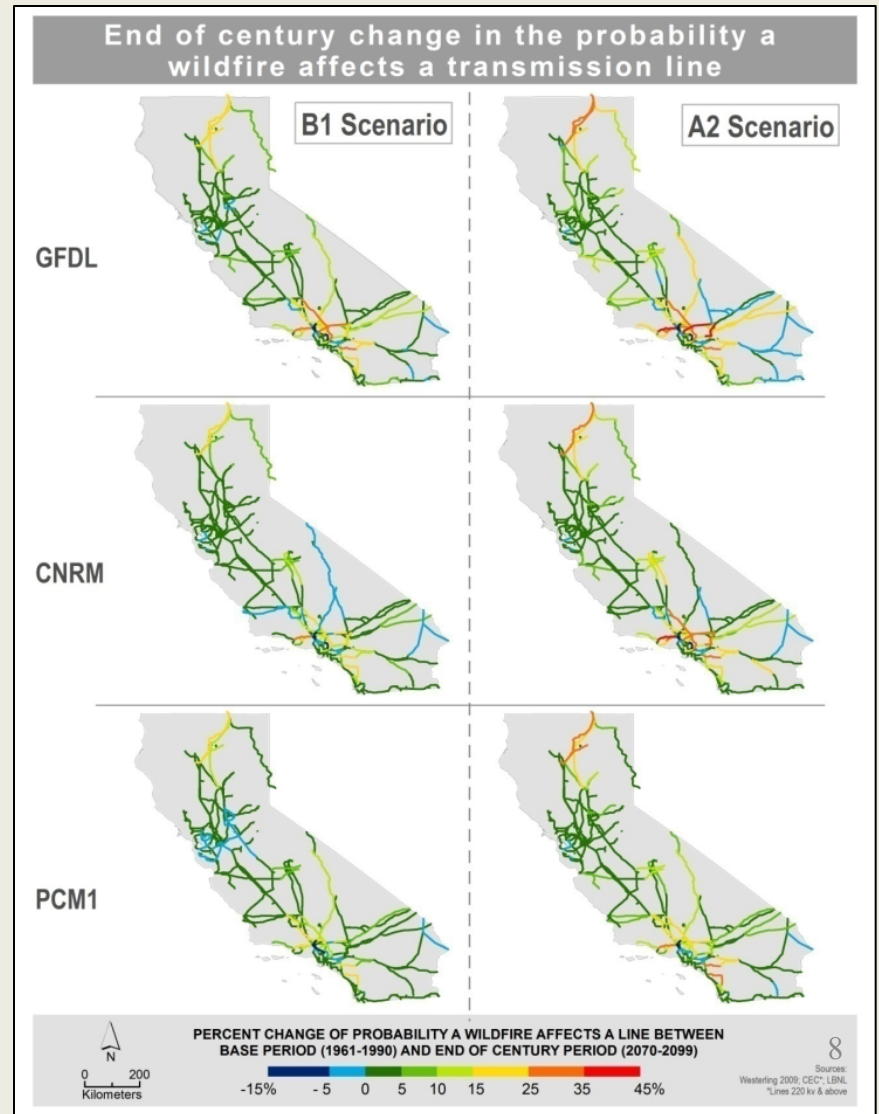 End of century change in the probability a
wildfire affects a transmission line
B1 Scenario
A2 Scenario
GFDL
CNRM
PCM1
N
0 200
Kilometers
PERCENT CHANGE OF PROBABILITY A WILDFIRE AFFECTS A LINE BETWEEN
BASE PERIOD (1961-1990) AND END OF CENTURY PERIOD (2070-2099)
-15% - 5 0 5 10 15 25 35 45%
8
Sources:
Westerling 2009; CEC*; LBNL
*Lines 220 kv & above